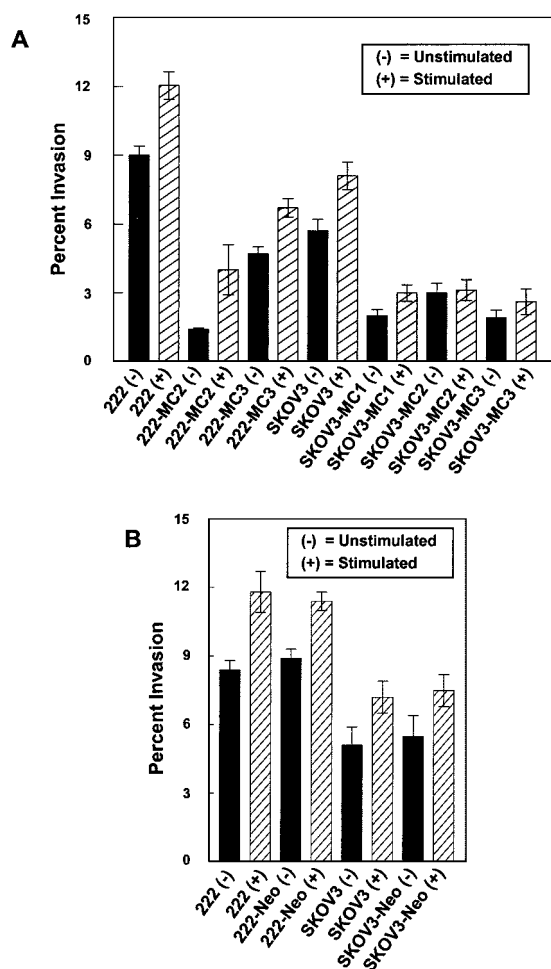 A
15
12
9
6
3
0
Percent Invasion
(-) = Unstimulated
(+) = Stimulated
222 (-)
222 (+)
222-MC2 (-)
222-MC2 (+)
222-MC3 (-)
222-MC3 (+)
SKOV3 (-)
SKOV3 (+)
SKOV3-MC1 (-)
SKOV3-MC1 (+)
SKOV3-MC2 (-)
SKOV3-MC2 (+)
SKOV3-MC3 (-)
SKOV3-MC3 (+)
B
15
12
9
6
3
0
Percent Invasion
(-) = Unstimulated
(+) = Stimulated
222 (-)
222 (+)
222-Neo (-)
222-Neo (+)
SKOV3 (-)
SKOV3 (+)
SKOV3-Neo (-)
SKOV3-Neo (+)